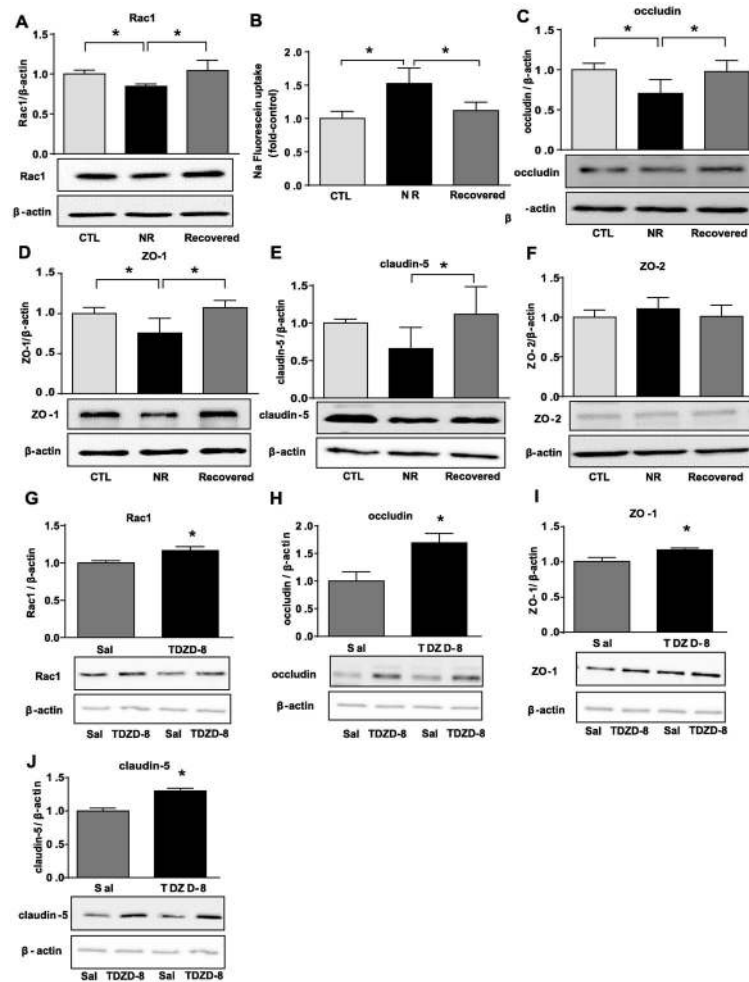 A
Rac1
* *
Rac1/β-actin
1.5
1.0
0.5
0.0
Rac1
β-actin
CTL NR Recovered
B
* *
Na Fluorescein uptake
(fold-control)
2.0
1.5
1.0
0.5
0.0
CTL NR Recovered
C
occludin
* *
occludin / β-actin
1.5
1.0
0.5
0.0
occludin
β
-actin
CTL NR Recovered
D
ZO-1
* *
ZO-1/β-actin
1.5
1.0
0.5
0.0
ZO-1
β-actin
CTL NR Recovered
E
claudin-5
*
claudin-5/β-actin
1.5
1.0
0.5
0.0
claudin-5
β-actin
CTL NR Recovered
F
ZO-2
ZO-2/β-actin
1.5
1.0
0.5
0.0
ZO-2
β-actin
CTL NR Recovered
G
Rac1
*
Rac1 / β-actin
1.5
1.0
0.5
0.0
Sal TDZD-8
Rac1
β-actin
Sal TDZD-8 Sal TDZD-8
H
occludin
*
occludin / β-actin
2.0
1.5
1.0
0.5
0.0
Sal TDZD-8
occludin
β-actin
Sal TDZD-8 Sal TDZD-8
I
ZO-1
*
ZO-1/ β-actin
1.5
1.0
0.5
0.0
Sal TDZD-8
ZO-1
β-actin
Sal TDZD-8 Sal TDZD-8
J
claudin-5
*
claudin-5/ β-actin
1.5
1.0
0.5
0.0
Sal TDZD-8
claudin-5
β-actin
Sal TDZD-8 Sal TDZD-8